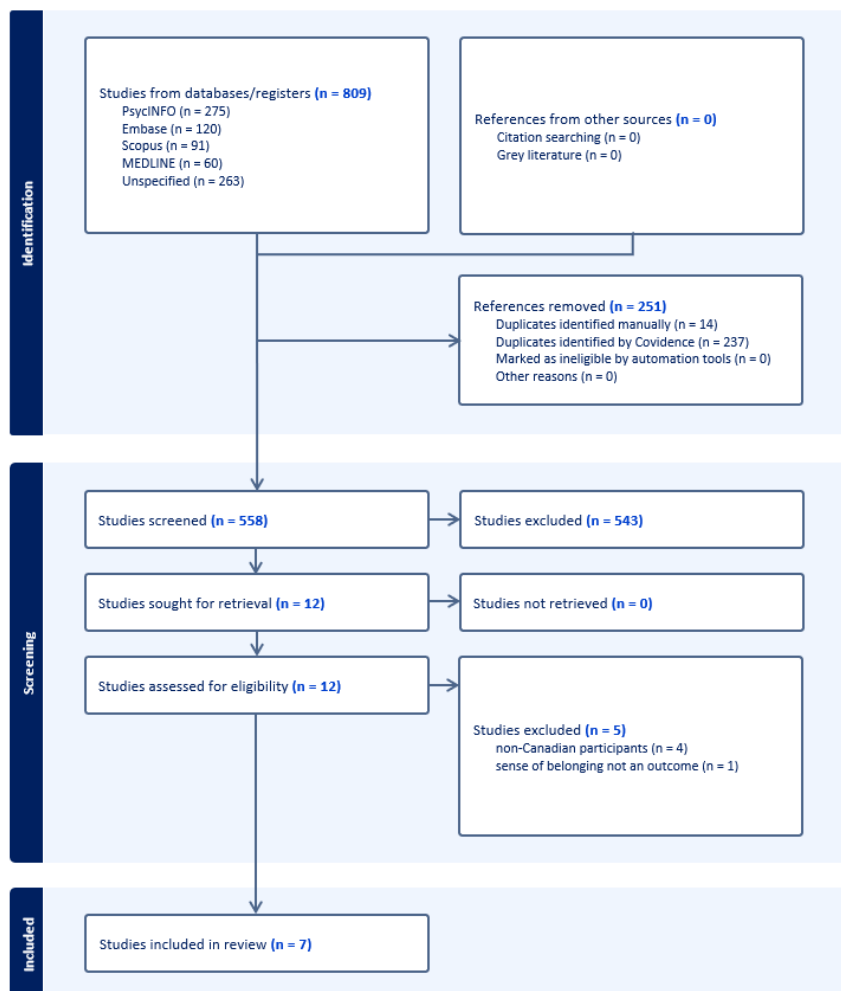 Identification
Studies from databases/registers (n = 809)
PsycINFO (n = 275)
Embase (n = 120)
Scopus (n = 91)
MEDLINE (n = 60)
Unspecified (n = 263)
References from other sources (n = 0)
Citation searching (n = 0)
Grey literature (n = 0)
References removed (n = 251)
Duplicates identified manually (n = 14)
Duplicates identified by Covidence (n = 237)
Marked as ineligible by automation tools (n = 0)
Other reasons (n = 0)
Screening
Studies screened (n = 558)
Studies excluded (n = 543)
Studies sought for retrieval (n = 12)
Studies not retrieved (n = 0)
Studies assessed for eligibility (n = 12)
Studies excluded (n = 5)
non-Canadian participants (n = 4)
sense of belonging not an outcome (n = 1)
Included
Studies included in review (n = 7)